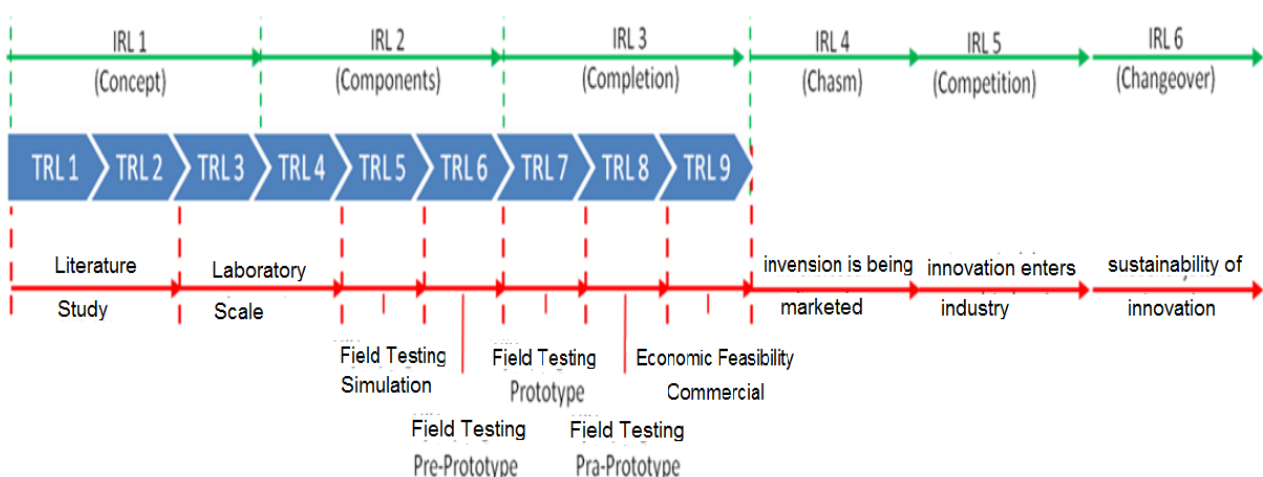 IRL 1
(Concept)
IRL 2
(Components)
IRL 3
(Completion)
IRL 4
(Chasm)
IRL 5
(Competition)
IRL 6
(Changeover)
TRL 1
TRL 2
TRL 3
TRL 4
TRL 5
TRL 6
TRL 7
TRL 8
TRL 9
Literature
Study
Laboratory
Scale
Field Testing
Simulation
Field Testing
Pre-Prototype
Field Testing
Prototype
Field Testing
Pra-Prototype
Economic Feasibility
Commercial
invension is being
marketed
innovation enters
industry
sustainability of
innovation